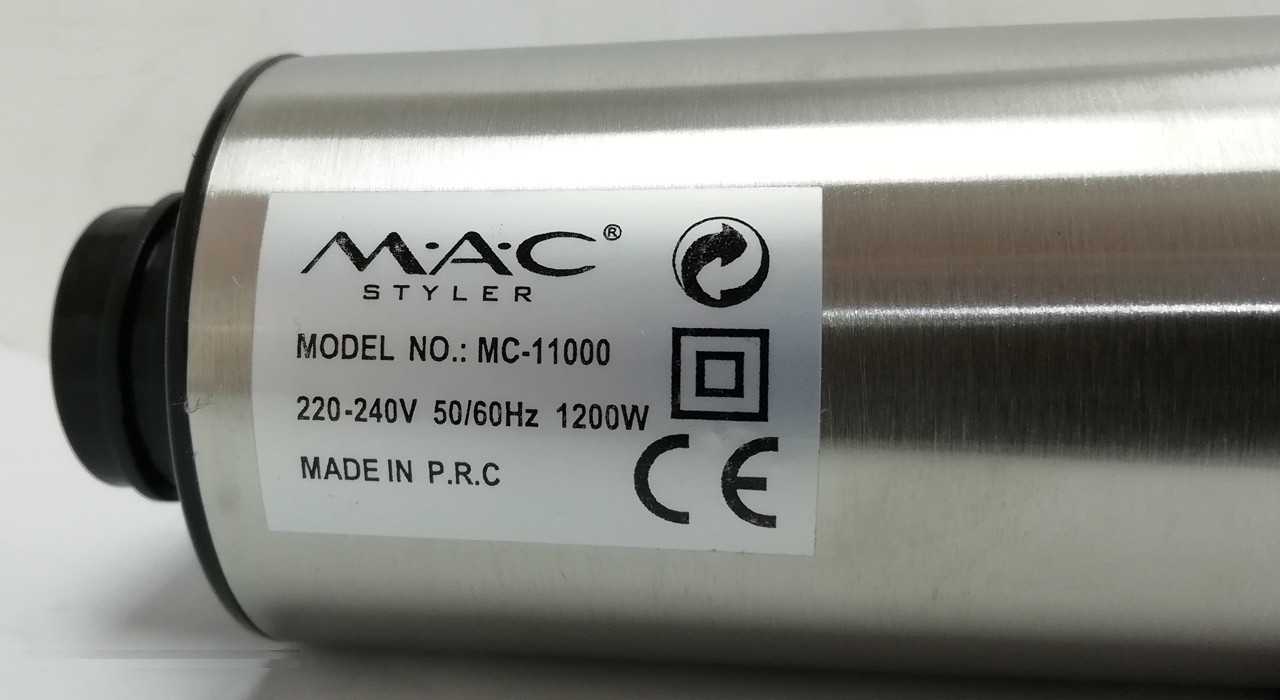 M·A·C®
STYLER
MODEL NO.: MC-11000
220-240V 50/60Hz 1200W
MADE IN P.R.C
CE